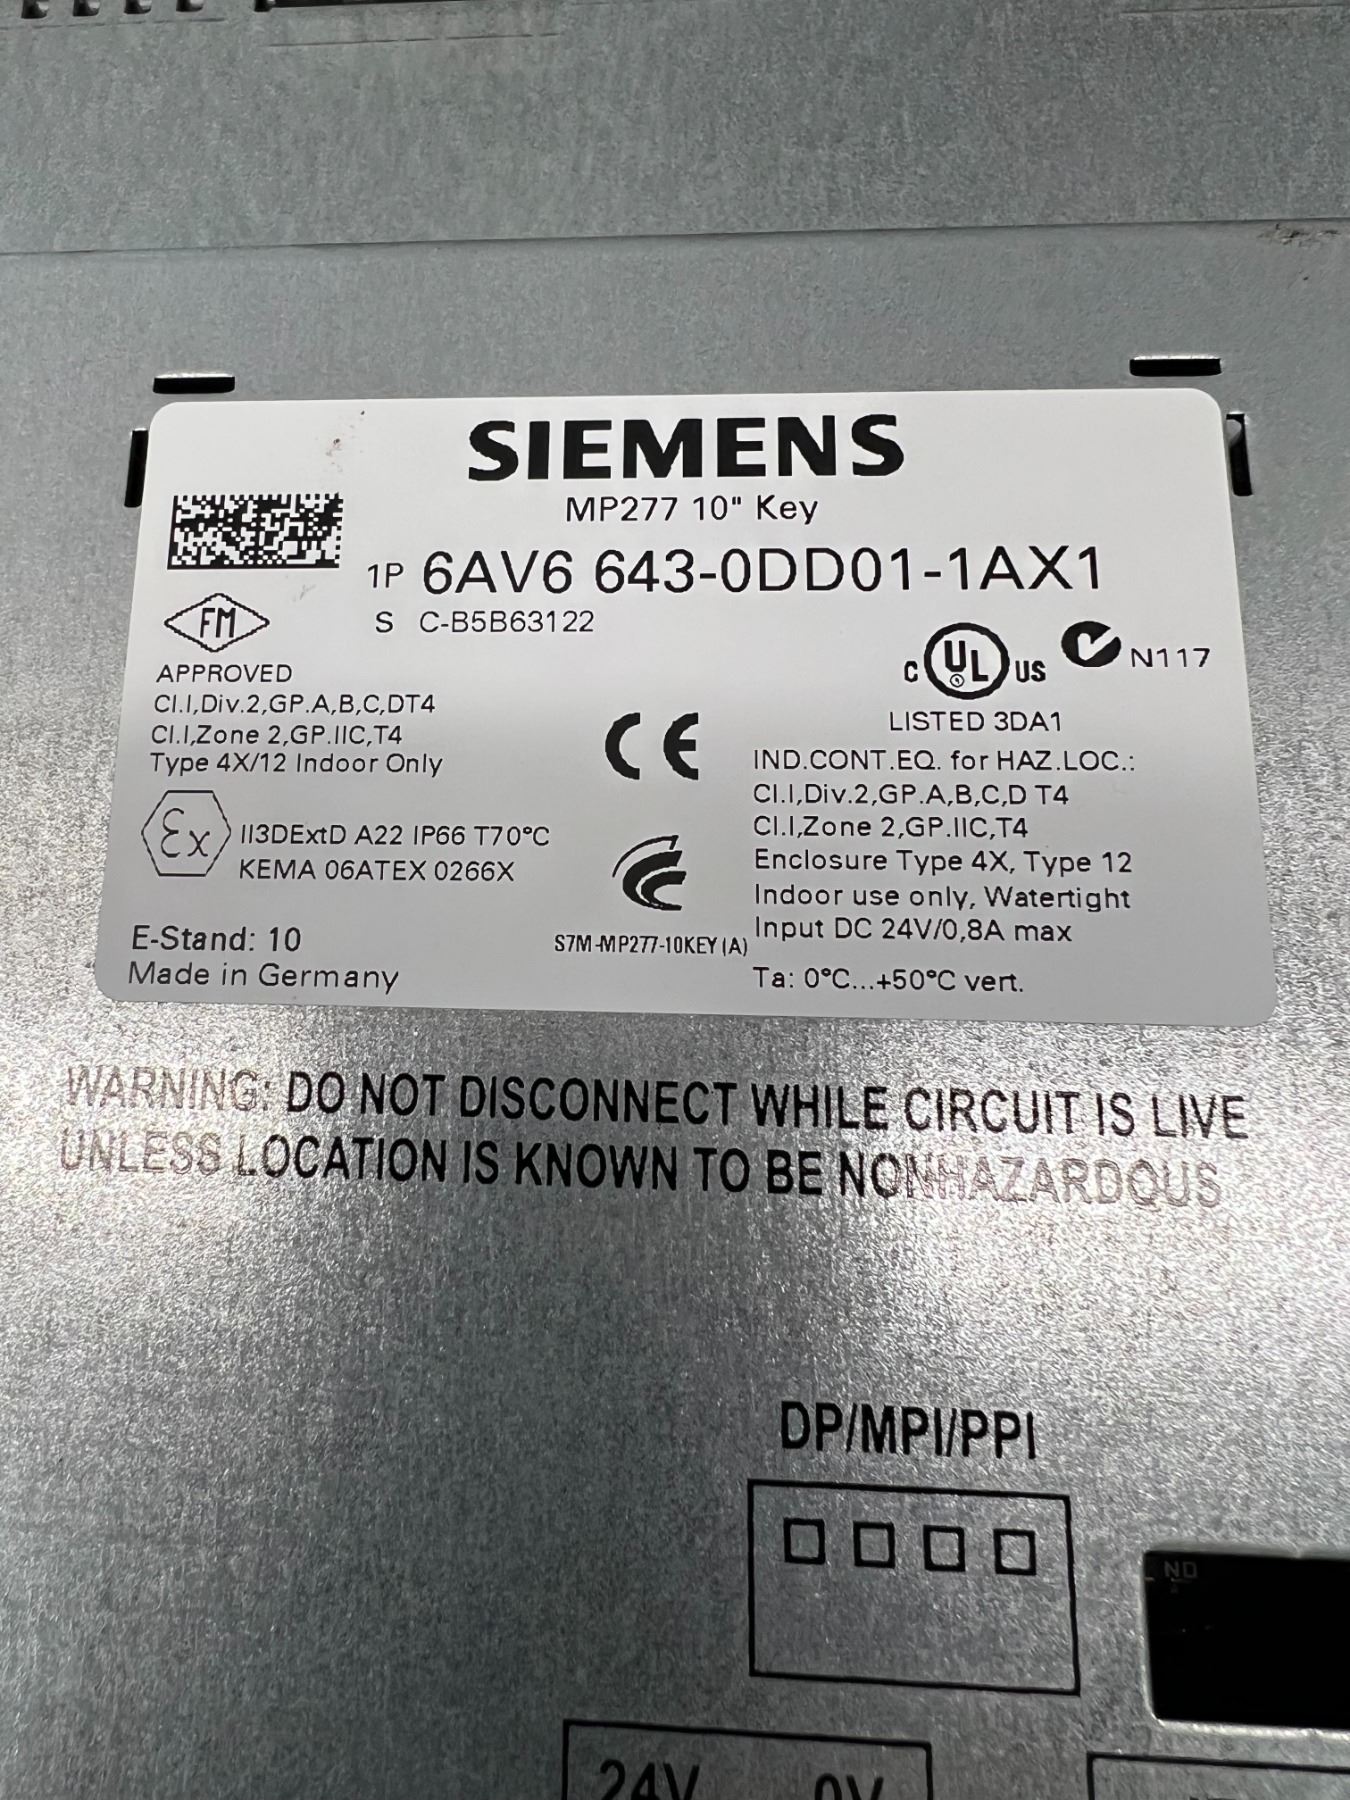 SIEMENS
MP277 10" Key
1P 6AV6 643-0DD01-1AX1
S C-B5B63122
FM
APPROVED
Cl.I,Div.2,GP.A,B,C,DT4
Cl.I,Zone 2,GP.IIC,T4
Type 4X/12 Indoor Only
Ex II3DExtD A22 IP66 T70°C
KEMA 06ATEX 0266X
E-Stand: 10
Made in Germany
CE
S7M-MP277-10KEY(A)
C UL US N117
LISTED 3DA1
IND.CONT.EQ. for HAZ.LOC.:
Cl.I,Div.2,GP.A,B,C,D T4
Cl.I,Zone 2,GP.IIC,T4
Enclosure Type 4X, Type 12
Indoor use only, Watertight
Input DC 24V/0,8A max
Ta: 0°C...+50°C vert.
WARNING: DO NOT DISCONNECT WHILE CIRCUIT IS LIVE
UNLESS LOCATION IS KNOWN TO BE NONHAZARDOUS
DP/MPI/PPI
ND
24V 0V